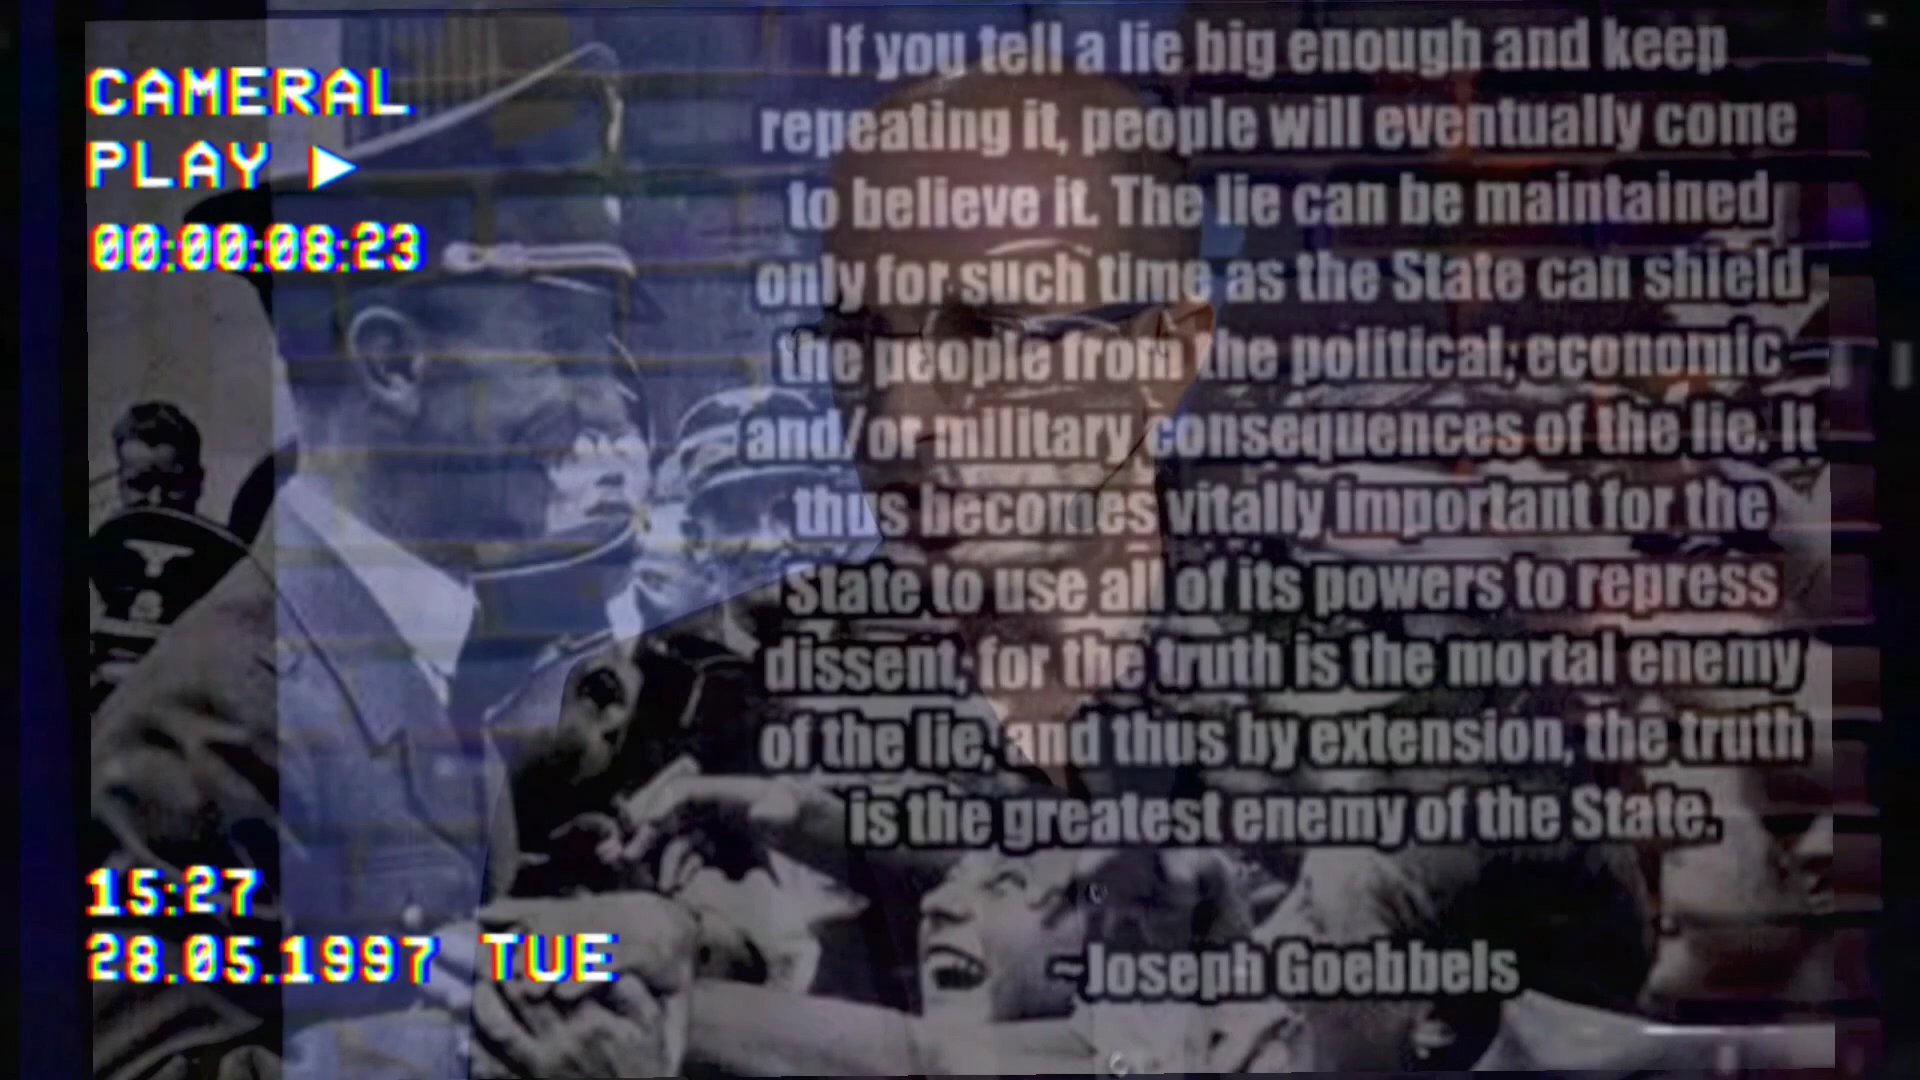 CAMERAL
PLAY ▶
00:00:08:23
If you tell a lie big enough and keep
repeating it, people will eventually come
to believe it. The lie can be maintained
only for such time as the State can shield
the people from the political, economic
and/or military consequences of the lie. It
thus becomes vitally important for the
State to use all of its powers to repress
dissent, for the truth is the mortal enemy
of the lie, and thus by extension, the truth
is the greatest enemy of the State.
~Joseph Goebbels
15:27
28.05.1997 TUE